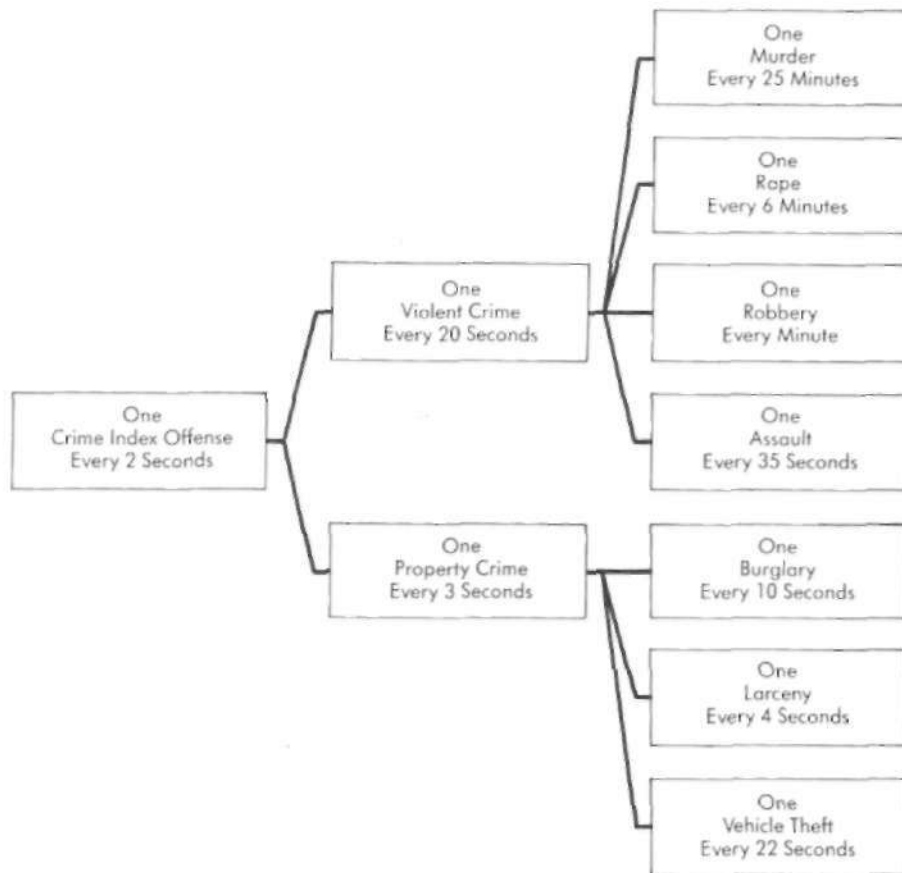 One
Crime Index Offense
Every 2 Seconds
One
Violent Crime
Every 20 Seconds
One
Property Crime
Every 3 Seconds
One
Murder
Every 25 Minutes
One
Rape
Every 6 Minutes
One
Robbery
Every Minute
One
Assault
Every 35 Seconds
One
Burglary
Every 10 Seconds
One
Larceny
Every 4 Seconds
One
Vehicle Theft
Every 22 Seconds